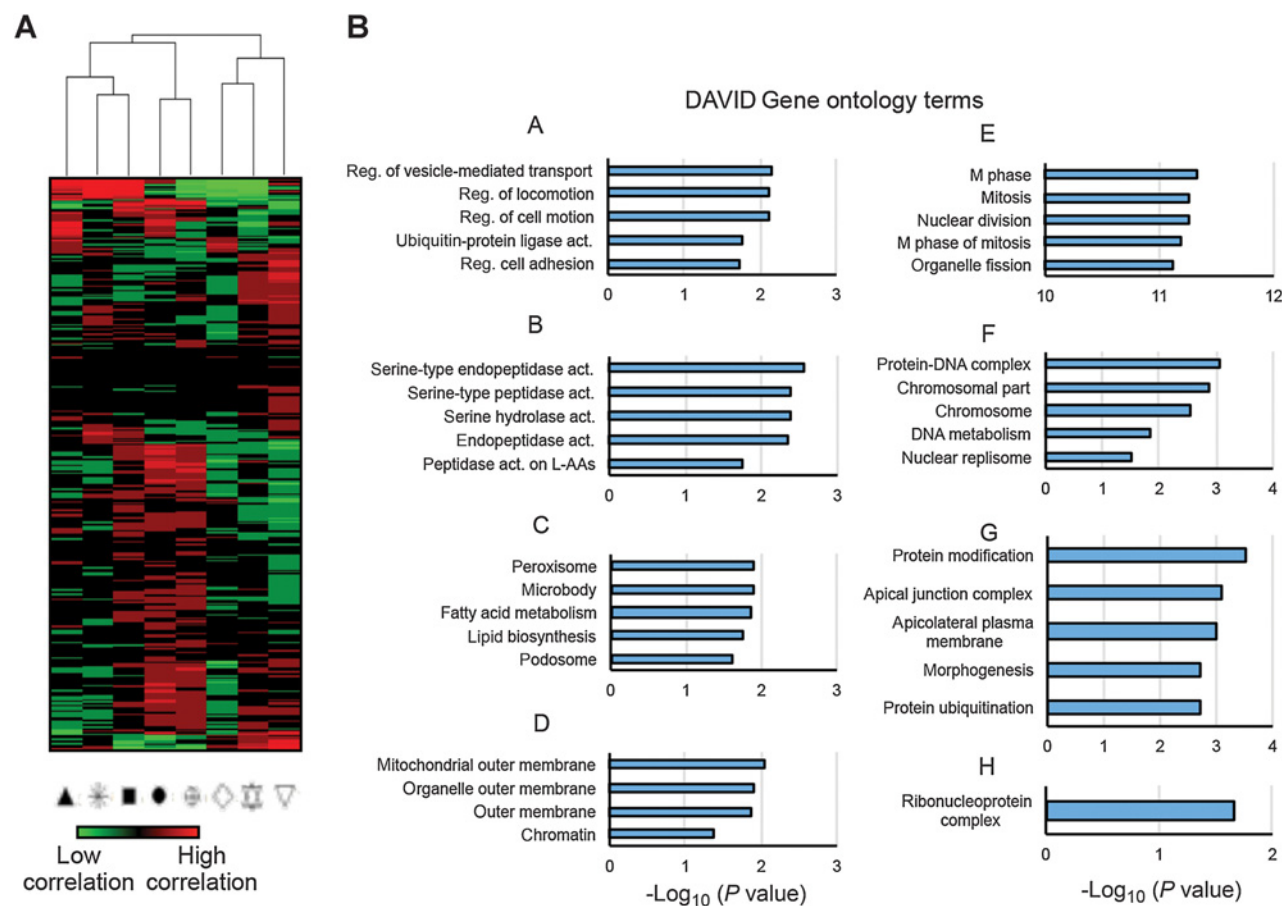 A
B
DAVID Gene ontology terms
A
Reg. of vesicle-mediated transport
Reg. of locomotion
Reg. of cell motion
Ubiquitin-protein ligase act.
Reg. cell adhesion
0 1 2 3
B
Serine-type endopeptidase act.
Serine-type peptidase act.
Serine hydrolase act.
Endopeptidase act.
Peptidase act. on L-AAs
0 1 2 3
C
Peroxisome
Microbody
Fatty acid metabolism
Lipid biosynthesis
Podosome
0 1 2 3
D
Mitochondrial outer membrane
Organelle outer membrane
Outer membrane
Chromatin
0 1 2 3
-Log10 (P value)
E
M phase
Mitosis
Nuclear division
M phase of mitosis
Organelle fission
10 11 12
F
Protein-DNA complex
Chromosomal part
Chromosome
DNA metabolism
Nuclear replisome
0 1 2 3 4
G
Protein modification
Apical junction complex
Apicolateral plasma
membrane
Morphogenesis
Protein ubiquitination
0 1 2 3 4
H
Ribonucleoprotein
complex
0 1 2
-Log10 (P value)
Low
correlation
High
correlation